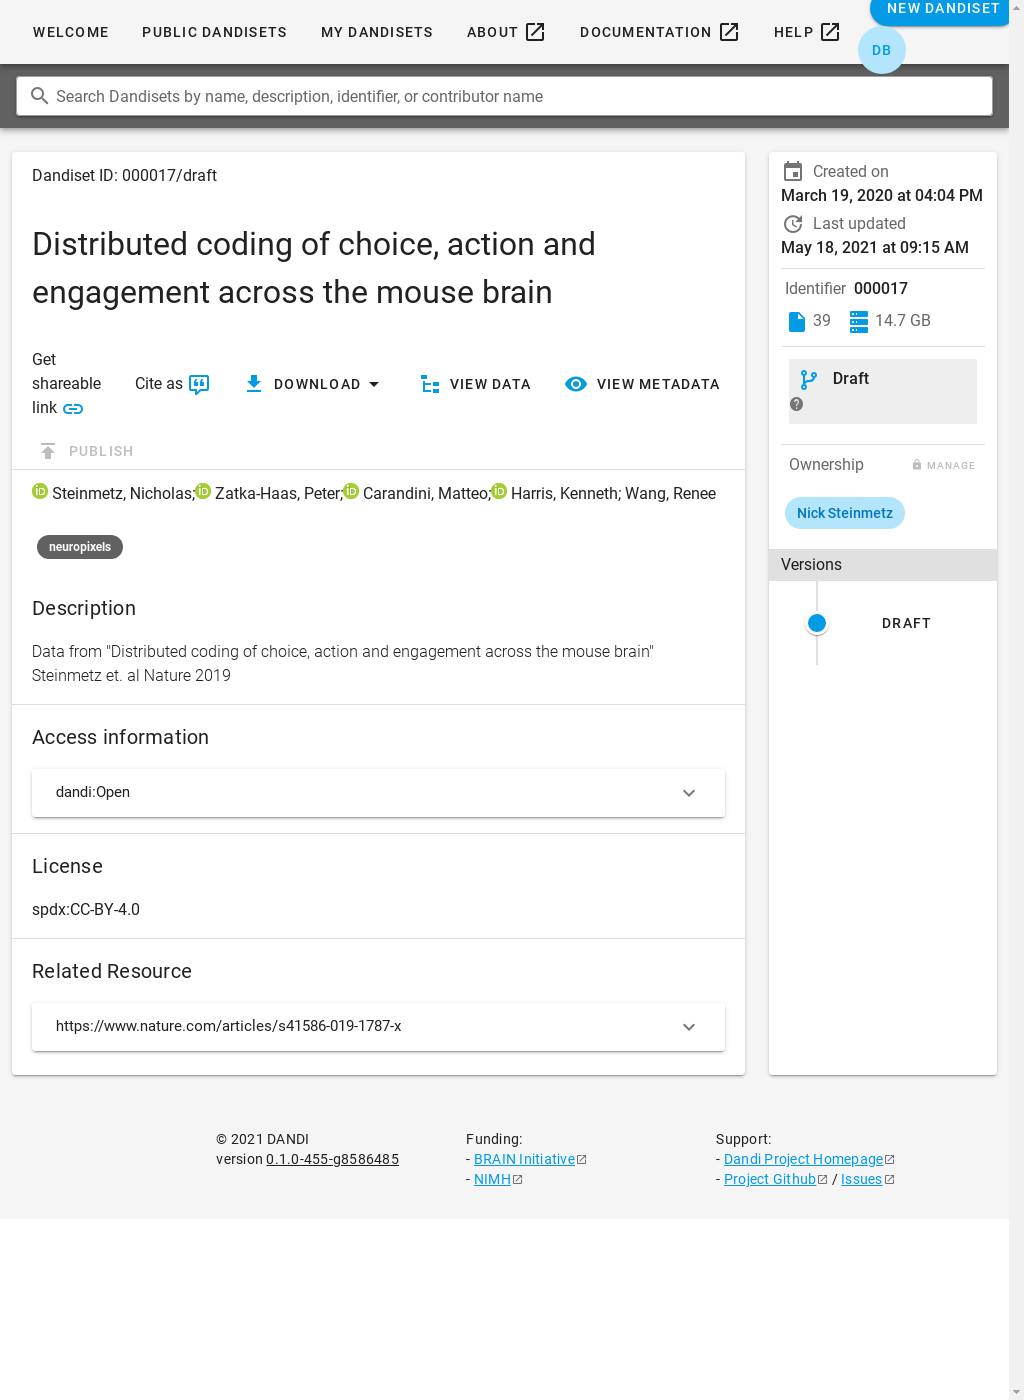 WELCOME PUBLIC DANDISETS MY DANDISETS ABOUT DOCUMENTATION HELP NEW DANDISET
DB
Search Dandisets by name, description, identifier, or contributor name
Dandiset ID: 000017/draft
Distributed coding of choice, action and
engagement across the mouse brain
Get
shareable
link
Cite as
DOWNLOAD
VIEW DATA
VIEW METADATA
PUBLISH
iD Steinmetz, Nicholas; iD Zatka-Haas, Peter; iD Carandini, Matteo; iD Harris, Kenneth; Wang, Renee
neuropixels
Description
Data from "Distributed coding of choice, action and engagement across the mouse brain"
Steinmetz et. al Nature 2019
Access information
dandi:Open
License
spdx:CC-BY-4.0
Related Resource
https://www.nature.com/articles/s41586-019-1787-x
Created on
March 19, 2020 at 04:04 PM
Last updated
May 18, 2021 at 09:15 AM
Identifier 000017
39 14.7 GB
Draft
?
Ownership MANAGE
Nick Steinmetz
Versions
DRAFT
© 2021 DANDI
version 0.1.0-455-g8586485
Funding:
- BRAIN Initiative
- NIMH
Support:
- Dandi Project Homepage
- Project Github / Issues